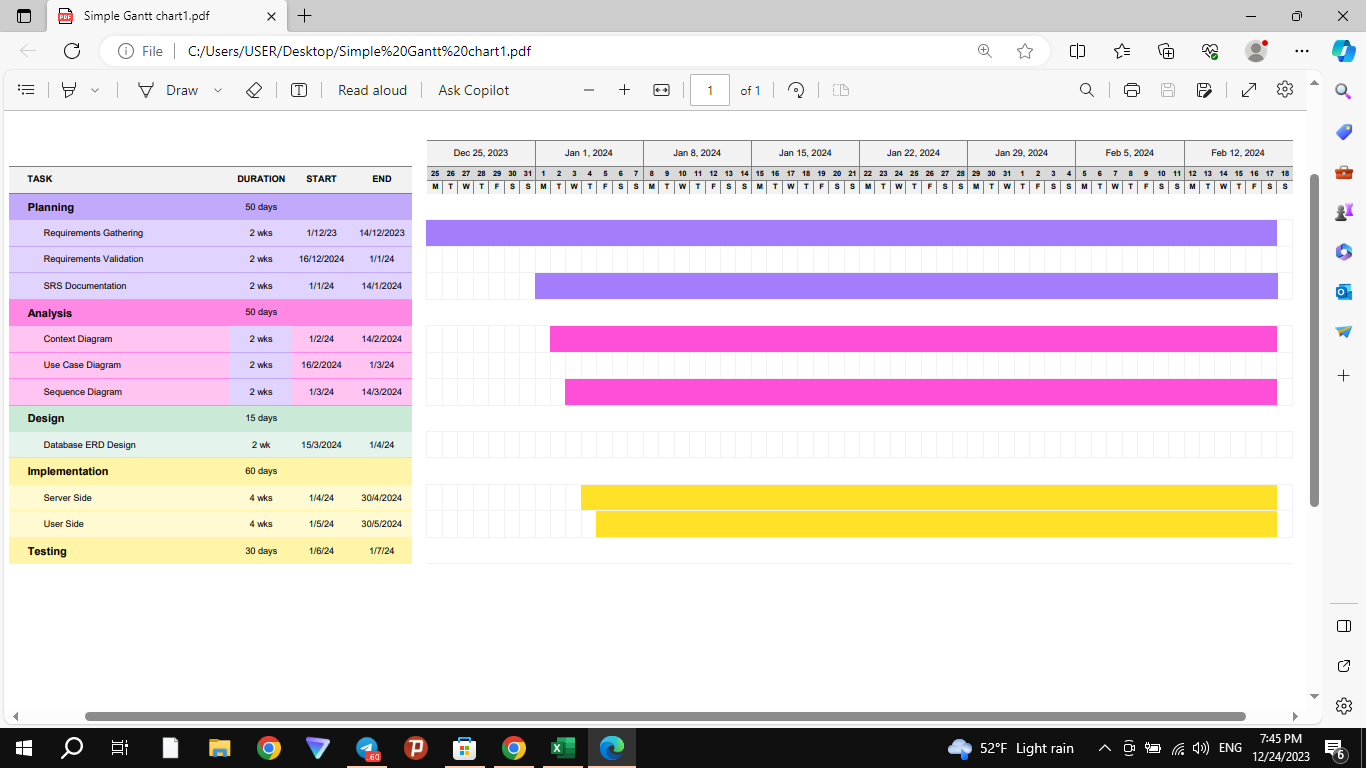 Simple Gantt chart1.pdf
File C:/Users/USER/Desktop/Simple%20Gantt%20chart1.pdf
Draw Read aloud Ask Copilot 1 of 1
Dec 25, 2023 Jan 1, 2024 Jan 8, 2024 Jan 15, 2024 Jan 22, 2024 Jan 29, 2024 Feb 5, 2024 Feb 12, 2024
25 26 27 28 29 30 31 1 2 3 4 5 6 7 8 9 10 11 12 13 14 15 16 17 18 19 20 21 22 23 24 25 26 27 28 29 30 31 1 2 3 4 5 6 7 8 9 10 11 12 13 14 15 16 17 18
TASK DURATION START END
M T W T F S S M T W T F S S M T W T F S S M T W T F S S M T W T F S S M T W T F S S M T W T F S S M T W T F S S
Planning 50 days
Requirements Gathering 2 wks 1/12/23 14/12/2023
Requirements Validation 2 wks 16/12/2024 1/1/24
SRS Documentation 2 wks 1/1/24 14/1/2024
Analysis 50 days
Context Diagram 2 wks 1/2/24 14/2/2024
Use Case Diagram 2 wks 16/2/2024 1/3/24
Sequence Diagram 2 wks 1/3/24 14/3/2024
Design 15 days
Database ERD Design 2 wk 15/3/2024 1/4/24
Implementation 60 days
Server Side 4 wks 1/4/24 30/4/2024
User Side 4 wks 1/5/24 30/5/2024
Testing 30 days 1/6/24 1/7/24
.60 52°F Light rain ENG 7:45 PM
12/24/2023 6